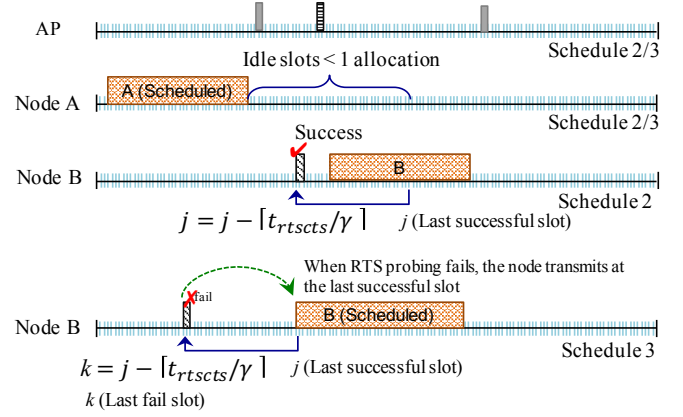 AP
Schedule 2/3
Idle slots < 1 allocation
A (Scheduled)
Node A
Schedule 2/3
Success
B
Node B
Schedule 2
j = j − ⌈t_rtscts/γ⌉ j (Last successful slot)
When RTS probing fails, the node transmits at
the last successful slot
fail
B (Scheduled)
Node B
Schedule 3
k = j − ⌈t_rtscts/γ⌉ j (Last successful slot)
k (Last fail slot)